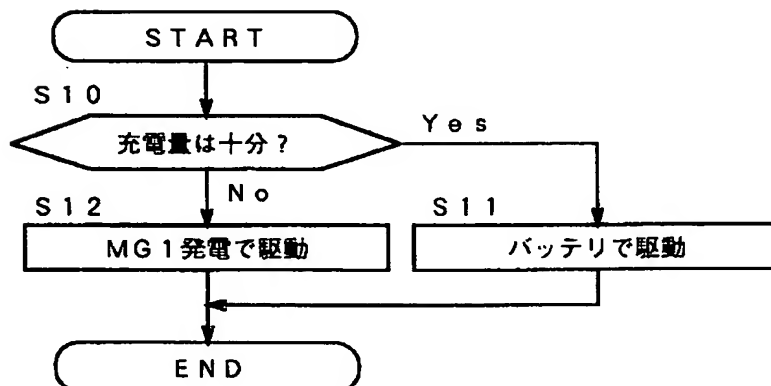 START
S10
充電量は十分?
Yes
No
S12
S11
MG1発電で駆動
バッテリで駆動
END